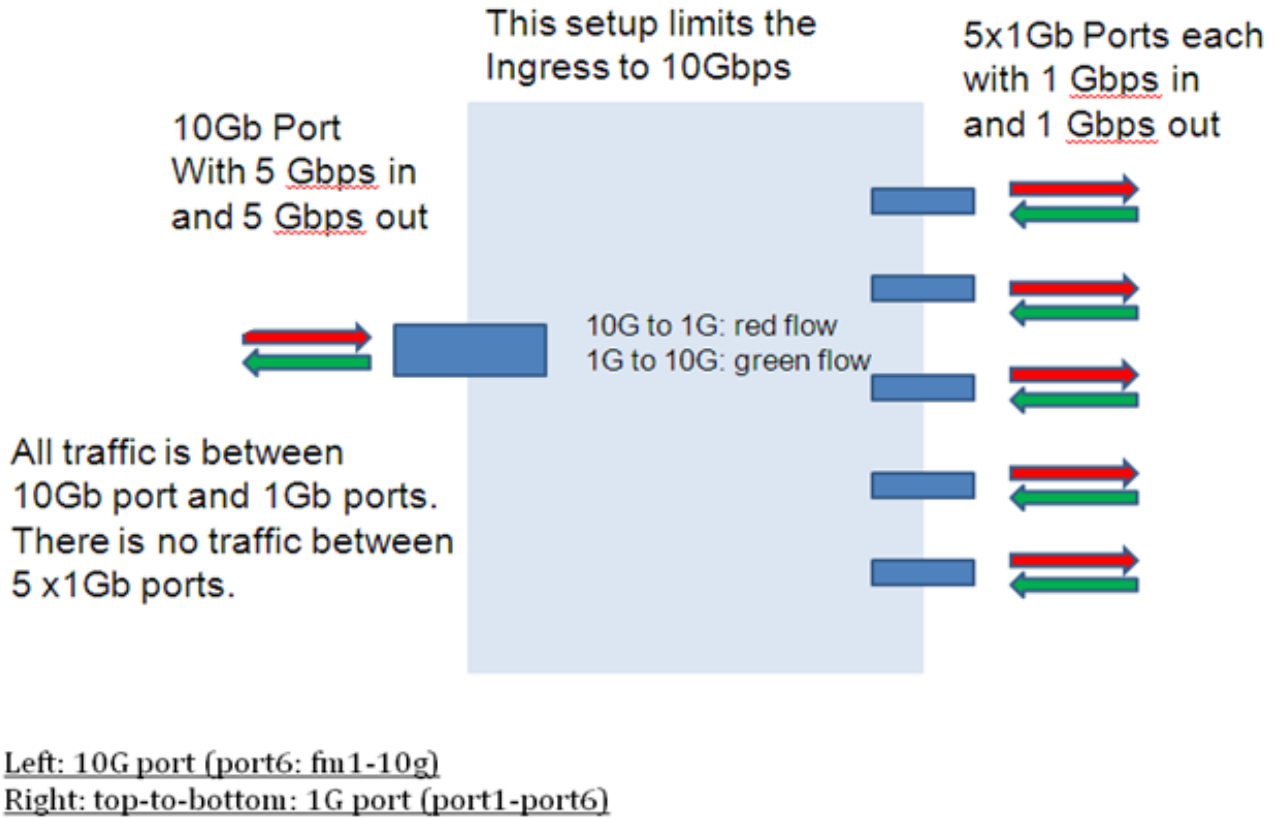 This setup limits the
Ingress to 10Gbps
5x1Gb Ports each
with 1 Gbps in
and 1 Gbps out
10Gb Port
With 5 Gbps in
and 5 Gbps out
10G to 1G: red flow
1G to 10G: green flow
All traffic is between
10Gb port and 1Gb ports.
There is no traffic between
5 x1Gb ports.
Left: 10G port (port6: fm1-10g)
Right: top-to-bottom: 1G port (port1-port6)